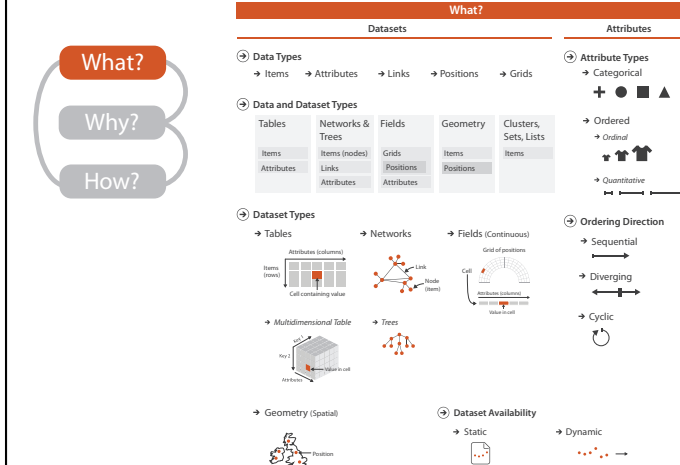 What?
Why?
How?
What?
Datasets
Attributes
Data Types
Items
Attributes
Links
Positions
Grids
Data and Dataset Types
Tables
Items
Attributes
Networks &
Trees
Items (nodes)
Links
Attributes
Fields
Grids
Positions
Attributes
Geometry
Items
Positions
Clusters,
Sets, Lists
Items
Dataset Types
Tables
Attributes (columns)
Items
(rows)
Cell containing value
Networks
Link
Node
(item)
Fields (Continuous)
Grid of positions
Cell
Attributes (columns)
Value in cell
Multidimensional Table
Key 1
Key 2
Value in cell
Attributes
Trees
Geometry (Spatial)
Position
Dataset Availability
Static
Dynamic
Attribute Types
Categorical
Ordered
Ordinal
Quantitative
Ordering Direction
Sequential
Diverging
Cyclic